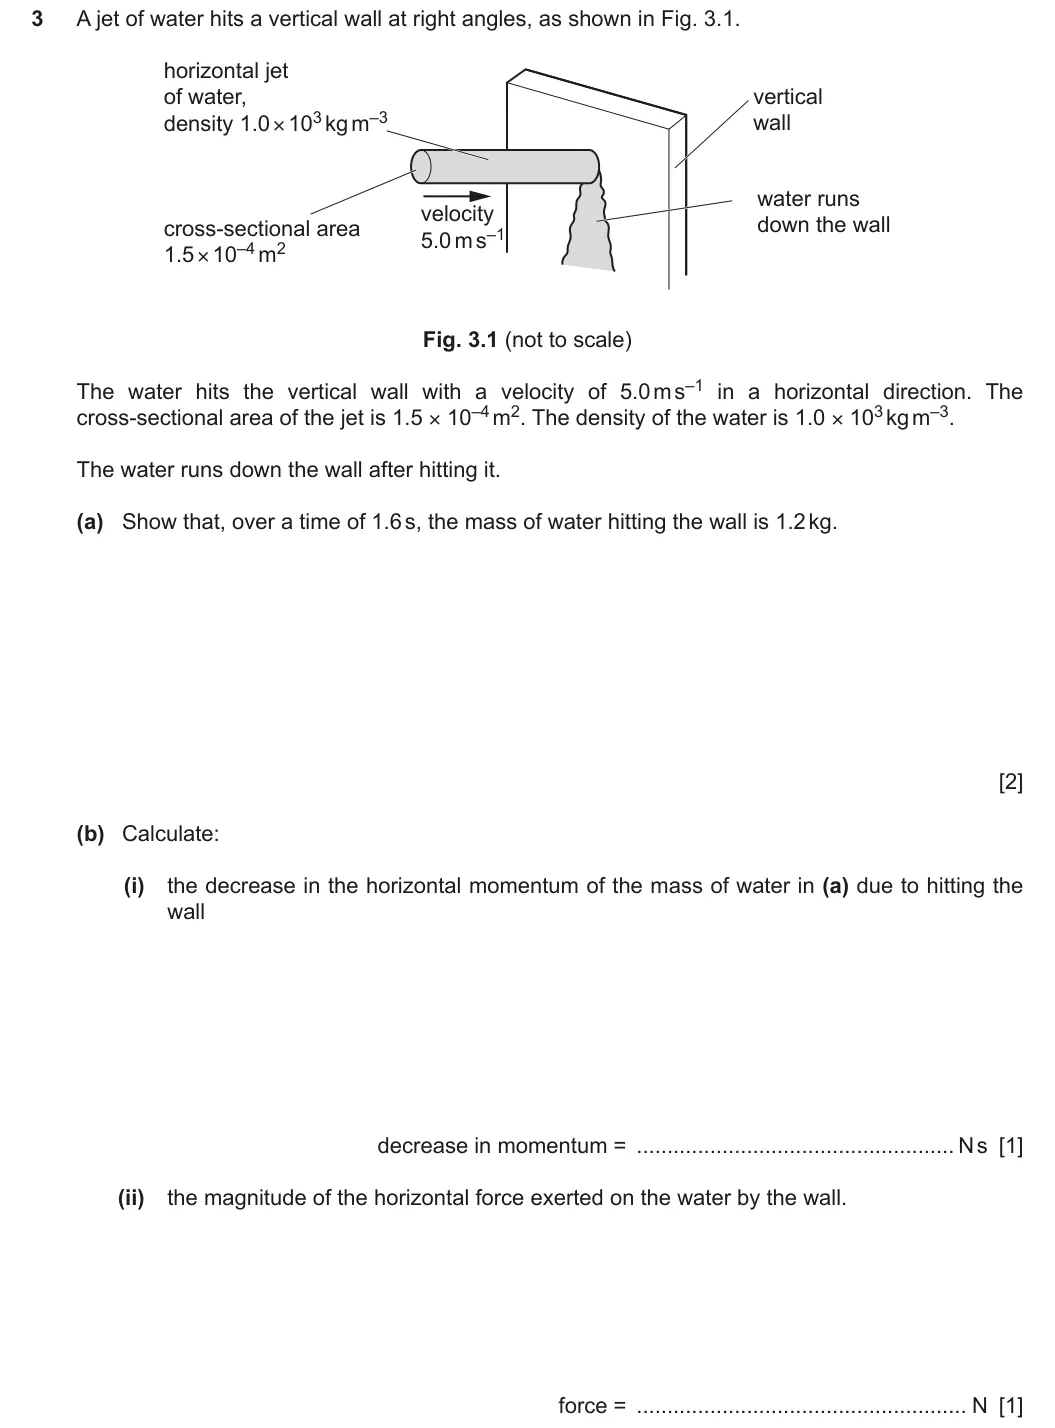 3 A jet of water hits a vertical wall at right angles, as shown in Fig. 3.1.
horizontal jet
of water,
density 1.0 × 10³ kg m⁻³
vertical
wall
velocity
5.0 m s⁻¹
water runs
down the wall
cross-sectional area
1.5 × 10⁻⁴ m²
Fig. 3.1 (not to scale)
The water hits the vertical wall with a velocity of 5.0 m s⁻¹ in a horizontal direction. The
cross-sectional area of the jet is 1.5 × 10⁻⁴ m². The density of the water is 1.0 × 10³ kg m⁻³.
The water runs down the wall after hitting it.
(a) Show that, over a time of 1.6 s, the mass of water hitting the wall is 1.2 kg.
[2]
(b) Calculate:
(i) the decrease in the horizontal momentum of the mass of water in (a) due to hitting the
wall
decrease in momentum = .................................................... N s [1]
(ii) the magnitude of the horizontal force exerted on the water by the wall.
force = ...................................................... N [1]